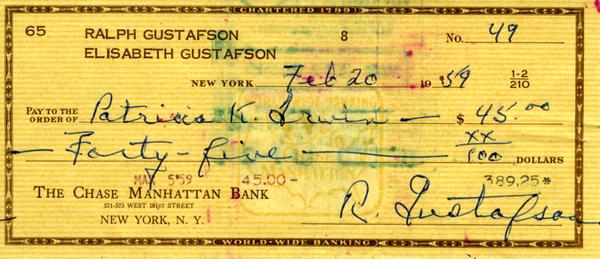 CHARTERED 1799
65 RALPH GUSTAFSON 8 No. 49
ELISABETH GUSTAFSON
NEW YORK Feb 20 19 59 1-2/210
PAY TO THE ORDER OF Patricia K. Irwin $ 45.00
Forty-five xx/100 DOLLARS
MAR 5 59 45.00- 389.25*
THE CHASE MANHATTAN BANK
571-573 WEST 181ST STREET
NEW YORK, N. Y. R. Gustafson
WORLD-WIDE BANKING